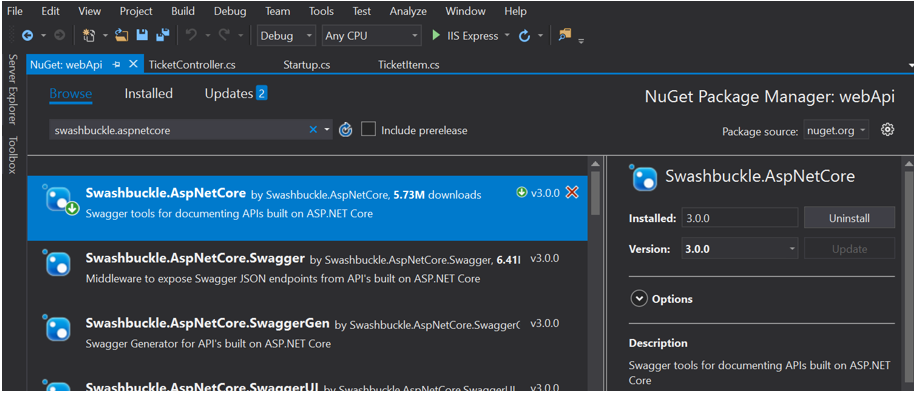 File Edit View Project Build Debug Team Tools Test Analyze Window Help
Debug Any CPU IIS Express
Server Explorer
Toolbox
NuGet: webApi TicketController.cs Startup.cs TicketItem.cs
Browse Installed Updates 2
NuGet Package Manager: webApi
swashbuckle.aspnetcore Include prerelease
Package source: nuget.org
Swashbuckle.AspNetCore by Swashbuckle.AspNetCore, 5.73M downloads v3.0.0
Swagger tools for documenting APIs built on ASP.NET Core
Swashbuckle.AspNetCore.Swagger by Swashbuckle.AspNetCore.Swagger, 6.41 v3.0.0
Middleware to expose Swagger JSON endpoints from API's built on ASP.NET Core
Swashbuckle.AspNetCore.SwaggerGen by Swashbuckle.AspNetCore.Swagger v3.0.0
Swagger Generator for API's built on ASP.NET Core
Swashbuckle.AspNetCore.SwaggerUI by Swashbuckle.AspNetCore.SwaggerUI, v3.0.0
Swashbuckle.AspNetCore
Installed: 3.0.0 Uninstall
Version: 3.0.0 Update
Options
Description
Swagger tools for documenting APIs built on ASP.NET
Core